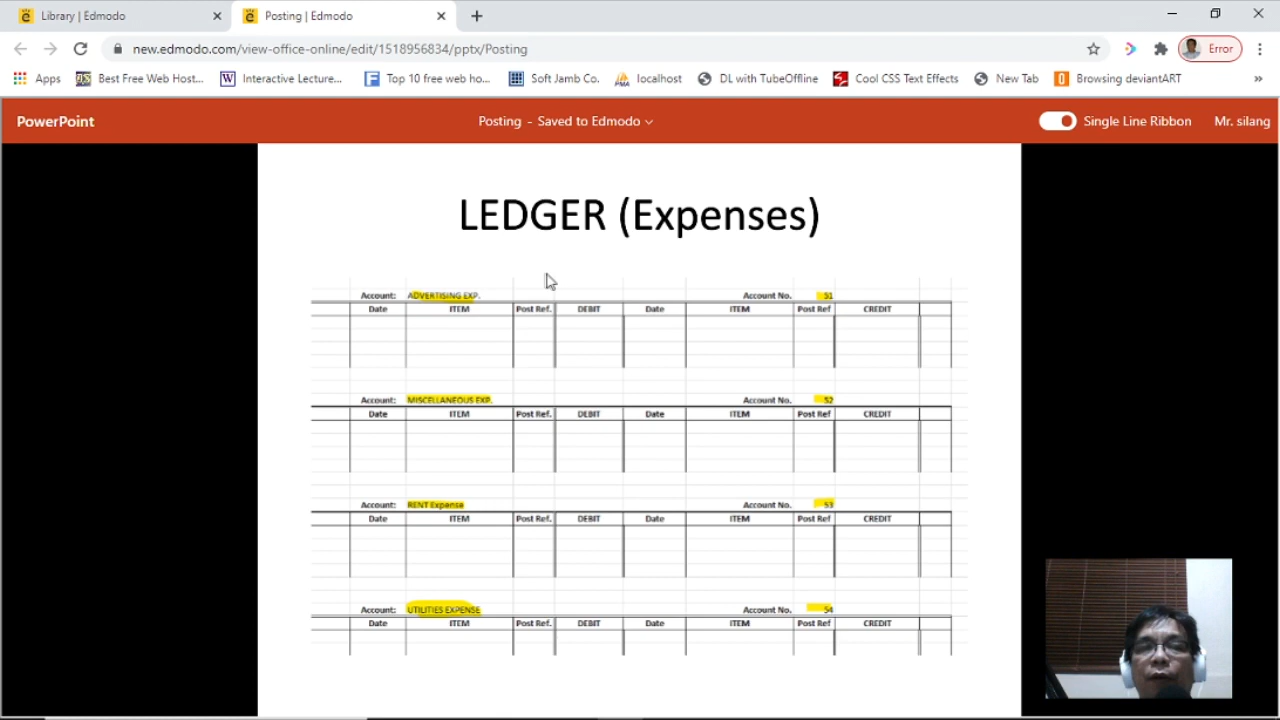 Library | Edmodo
Posting | Edmodo
new.edmodo.com/view-office-online/edit/1518956834/pptx/Posting
Error
Apps Best Free Web Host... Interactive Lecture... Top 10 free web ho... Soft Jamb Co. localhost DL with TubeOffline Cool CSS Text Effects New Tab Browsing deviantART »
PowerPoint Posting - Saved to Edmodo Single Line Ribbon Mr. silang
LEDGER (Expenses)
Account: ADVERTISING EXP. Account No. 51
Date ITEM Post Ref. DEBIT Date ITEM Post Ref CREDIT
Account: MISCELLANEOUS EXP. Account No. 52
Date ITEM Post Ref. DEBIT Date ITEM Post Ref CREDIT
Account: RENT Expense Account No. 53
Date ITEM Post Ref. DEBIT Date ITEM Post Ref CREDIT
Account: UTILITIES EXPENSE Account No. 54
Date ITEM Post Ref. DEBIT Date ITEM Post Ref CREDIT